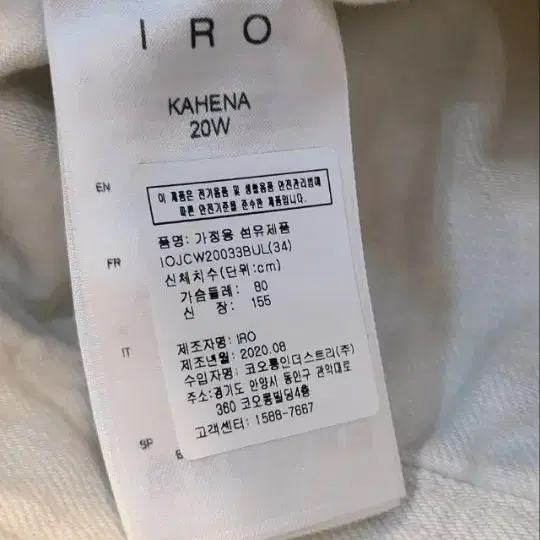 IRO
KAHENA
20W
EN
이 제품은 전기용품 및 생활용품 안전관리법에
따른 안전기준을 준수한 제품입니다.
FR
품명: 가정용 섬유제품
IOJCW20033BUL(34)
신체치수(단위:cm)
가슴둘레: 80
신 장: 155
IT
제조자명: IRO
제조년월: 2020.08
수입자명: 코오롱인더스트리(주)
주소:경기도 안양시 동안구 관악대로
360 코오롱빌딩4층
고객센터: 1588-7667
SP